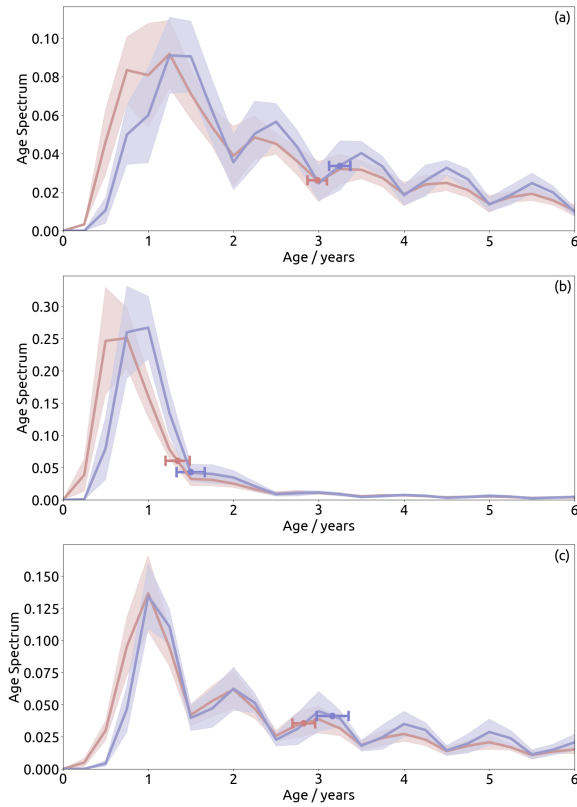 (a)
0.10
0.08
0.06
0.04
0.02
0.00
Age Spectrum
0 1 2 3 4 5 6
Age / years
(b)
0.30
0.25
0.20
0.15
0.10
0.05
0.00
Age Spectrum
0 1 2 3 4 5 6
Age / years
(c)
0.150
0.125
0.100
0.075
0.050
0.025
0.000
Age Spectrum
0 1 2 3 4 5 6
Age / years